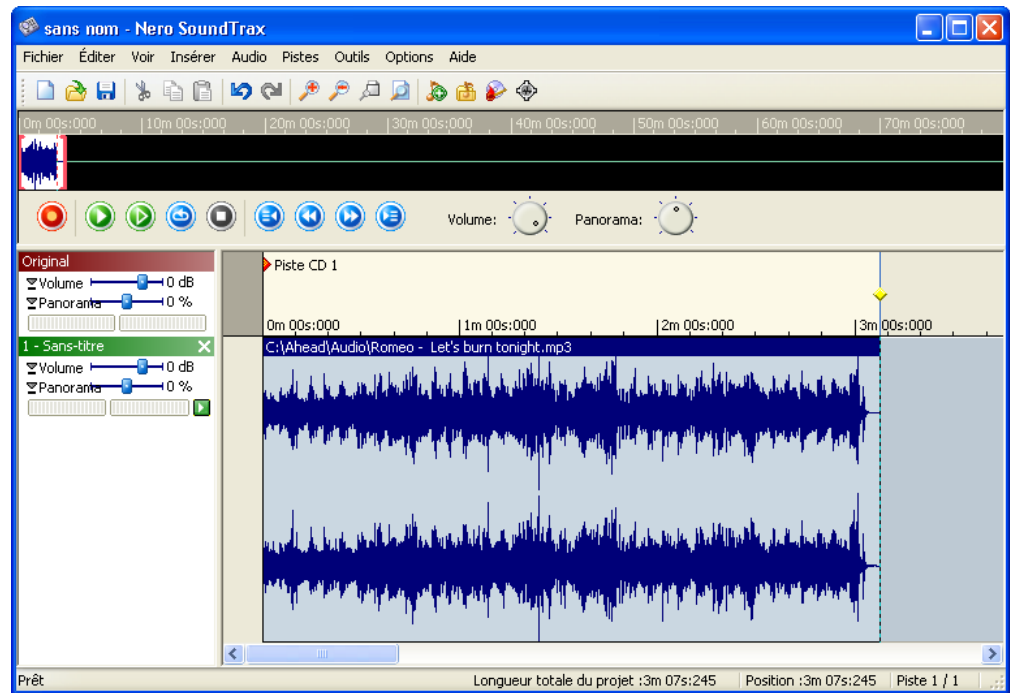 sans nom - Nero SoundTrax
Fichier Éditer Voir Insérer Audio Pistes Outils Options Aide
0m 00s:000 10m 00s:000 20m 00s:000 30m 00s:000 40m 00s:000 50m 00s:000 60m 00s:000 70m 00s:000
Volume: Panorama:
Original
Volume 0 dB
Panorama 0 %
Piste CD 1
0m 00s:000 1m 00s:000 2m 00s:000 3m 00s:000
1 - Sans-titre
Volume 0 dB
Panorama 0 %
C:\Ahead\Audio\Romeo - Let's burn tonight.mp3
Prêt Longueur totale du projet :3m 07s:245 Position :3m 07s:245 Piste 1 / 1